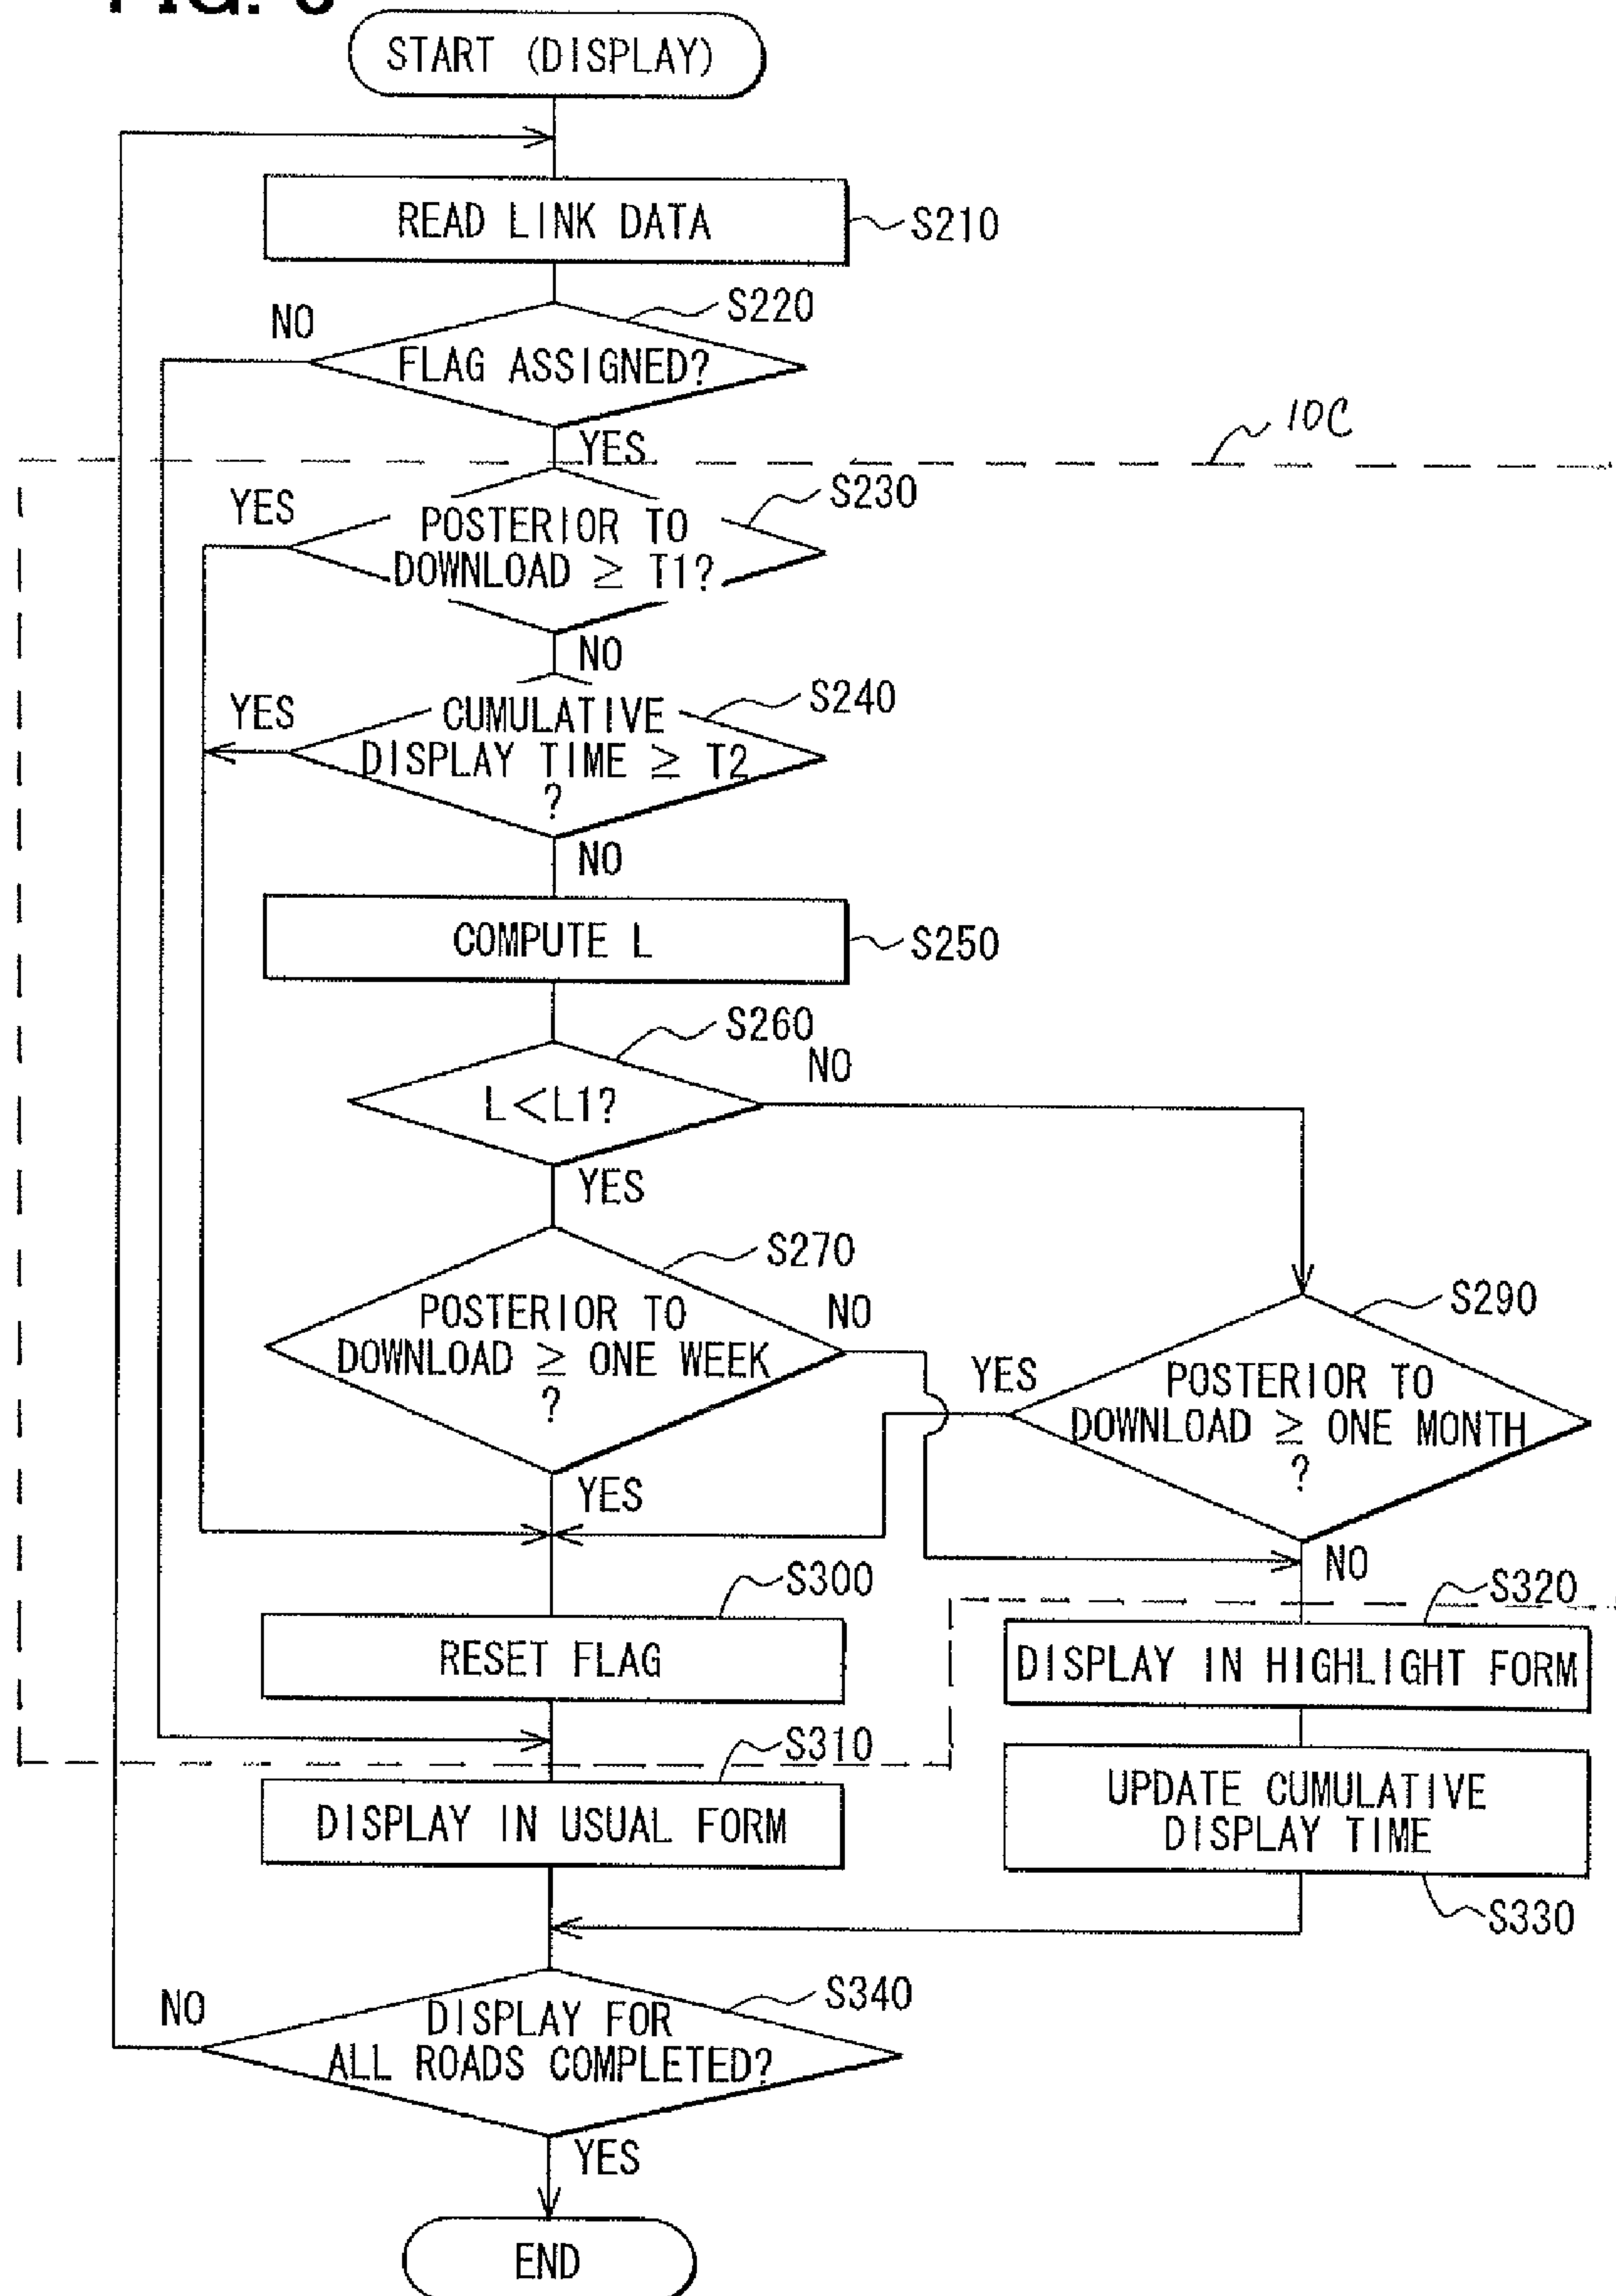 START (DISPLAY)
READ LINK DATA
S210
S220
NO
FLAG ASSIGNED?
10C
YES
S230
YES
POSTERIOR TO
DOWNLOAD ≥ T1?
NO
S240
YES
CUMULATIVE
DISPLAY TIME ≥ T2
?
NO
COMPUTE L
S250
S260
NO
L<L1?
YES
S270
NO
POSTERIOR TO
DOWNLOAD ≥ ONE WEEK
?
YES
S290
YES
POSTERIOR TO
DOWNLOAD ≥ ONE MONTH
?
NO
S300
RESET FLAG
S320
DISPLAY IN HIGHLIGHT FORM
S310
DISPLAY IN USUAL FORM
UPDATE CUMULATIVE
DISPLAY TIME
S330
S340
NO
DISPLAY FOR
ALL ROADS COMPLETED?
YES
END